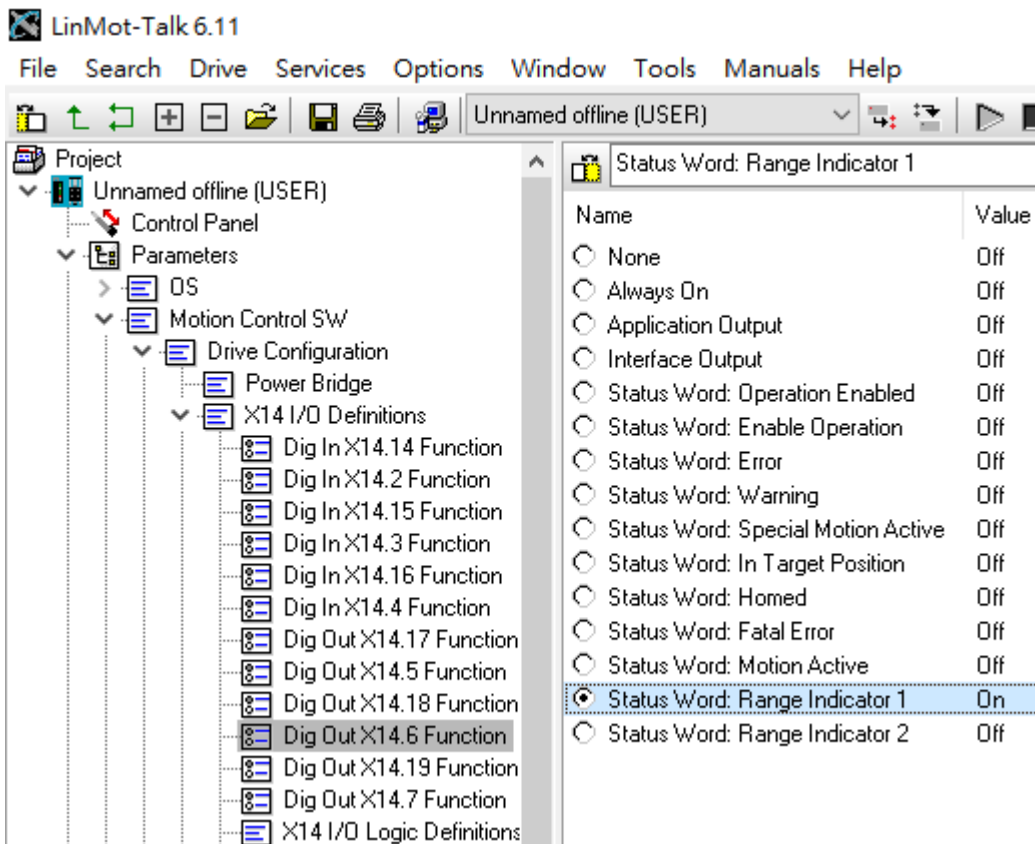 LinMot-Talk 6.11
File Search Drive Services Options Window Tools Manuals Help
Unnamed offline (USER)
Project
Unnamed offline (USER)
Control Panel
Parameters
OS
Motion Control SW
Drive Configuration
Power Bridge
X14 I/O Definitions
Dig In X14.14 Function
Dig In X14.2 Function
Dig In X14.15 Function
Dig In X14.3 Function
Dig In X14.16 Function
Dig In X14.4 Function
Dig Out X14.17 Function
Dig Out X14.5 Function
Dig Out X14.18 Function
Dig Out X14.6 Function
Dig Out X14.19 Function
Dig Out X14.7 Function
X14 I/O Logic Definitions
Status Word: Range Indicator 1
Name Value
None Off
Always On Off
Application Output Off
Interface Output Off
Status Word: Operation Enabled Off
Status Word: Enable Operation Off
Status Word: Error Off
Status Word: Warning Off
Status Word: Special Motion Active Off
Status Word: In Target Position Off
Status Word: Homed Off
Status Word: Fatal Error Off
Status Word: Motion Active Off
Status Word: Range Indicator 1 On
Status Word: Range Indicator 2 Off